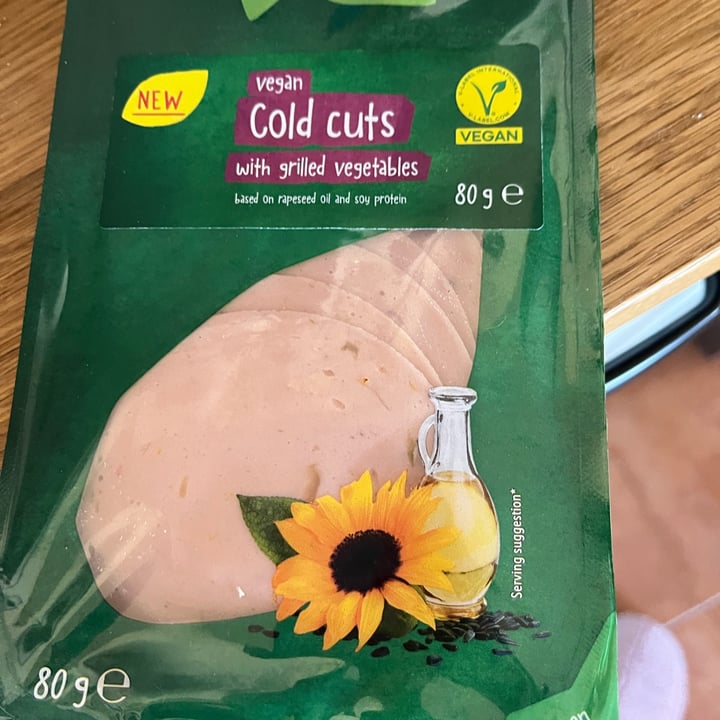 NEW
vegan
Cold cuts
with grilled vegetables
based on rapeseed oil and soy protein
V-LABEL INTERNATIONAL
V-LABEL.COM
VEGAN
80 g e
Serving suggestion*
80 g e